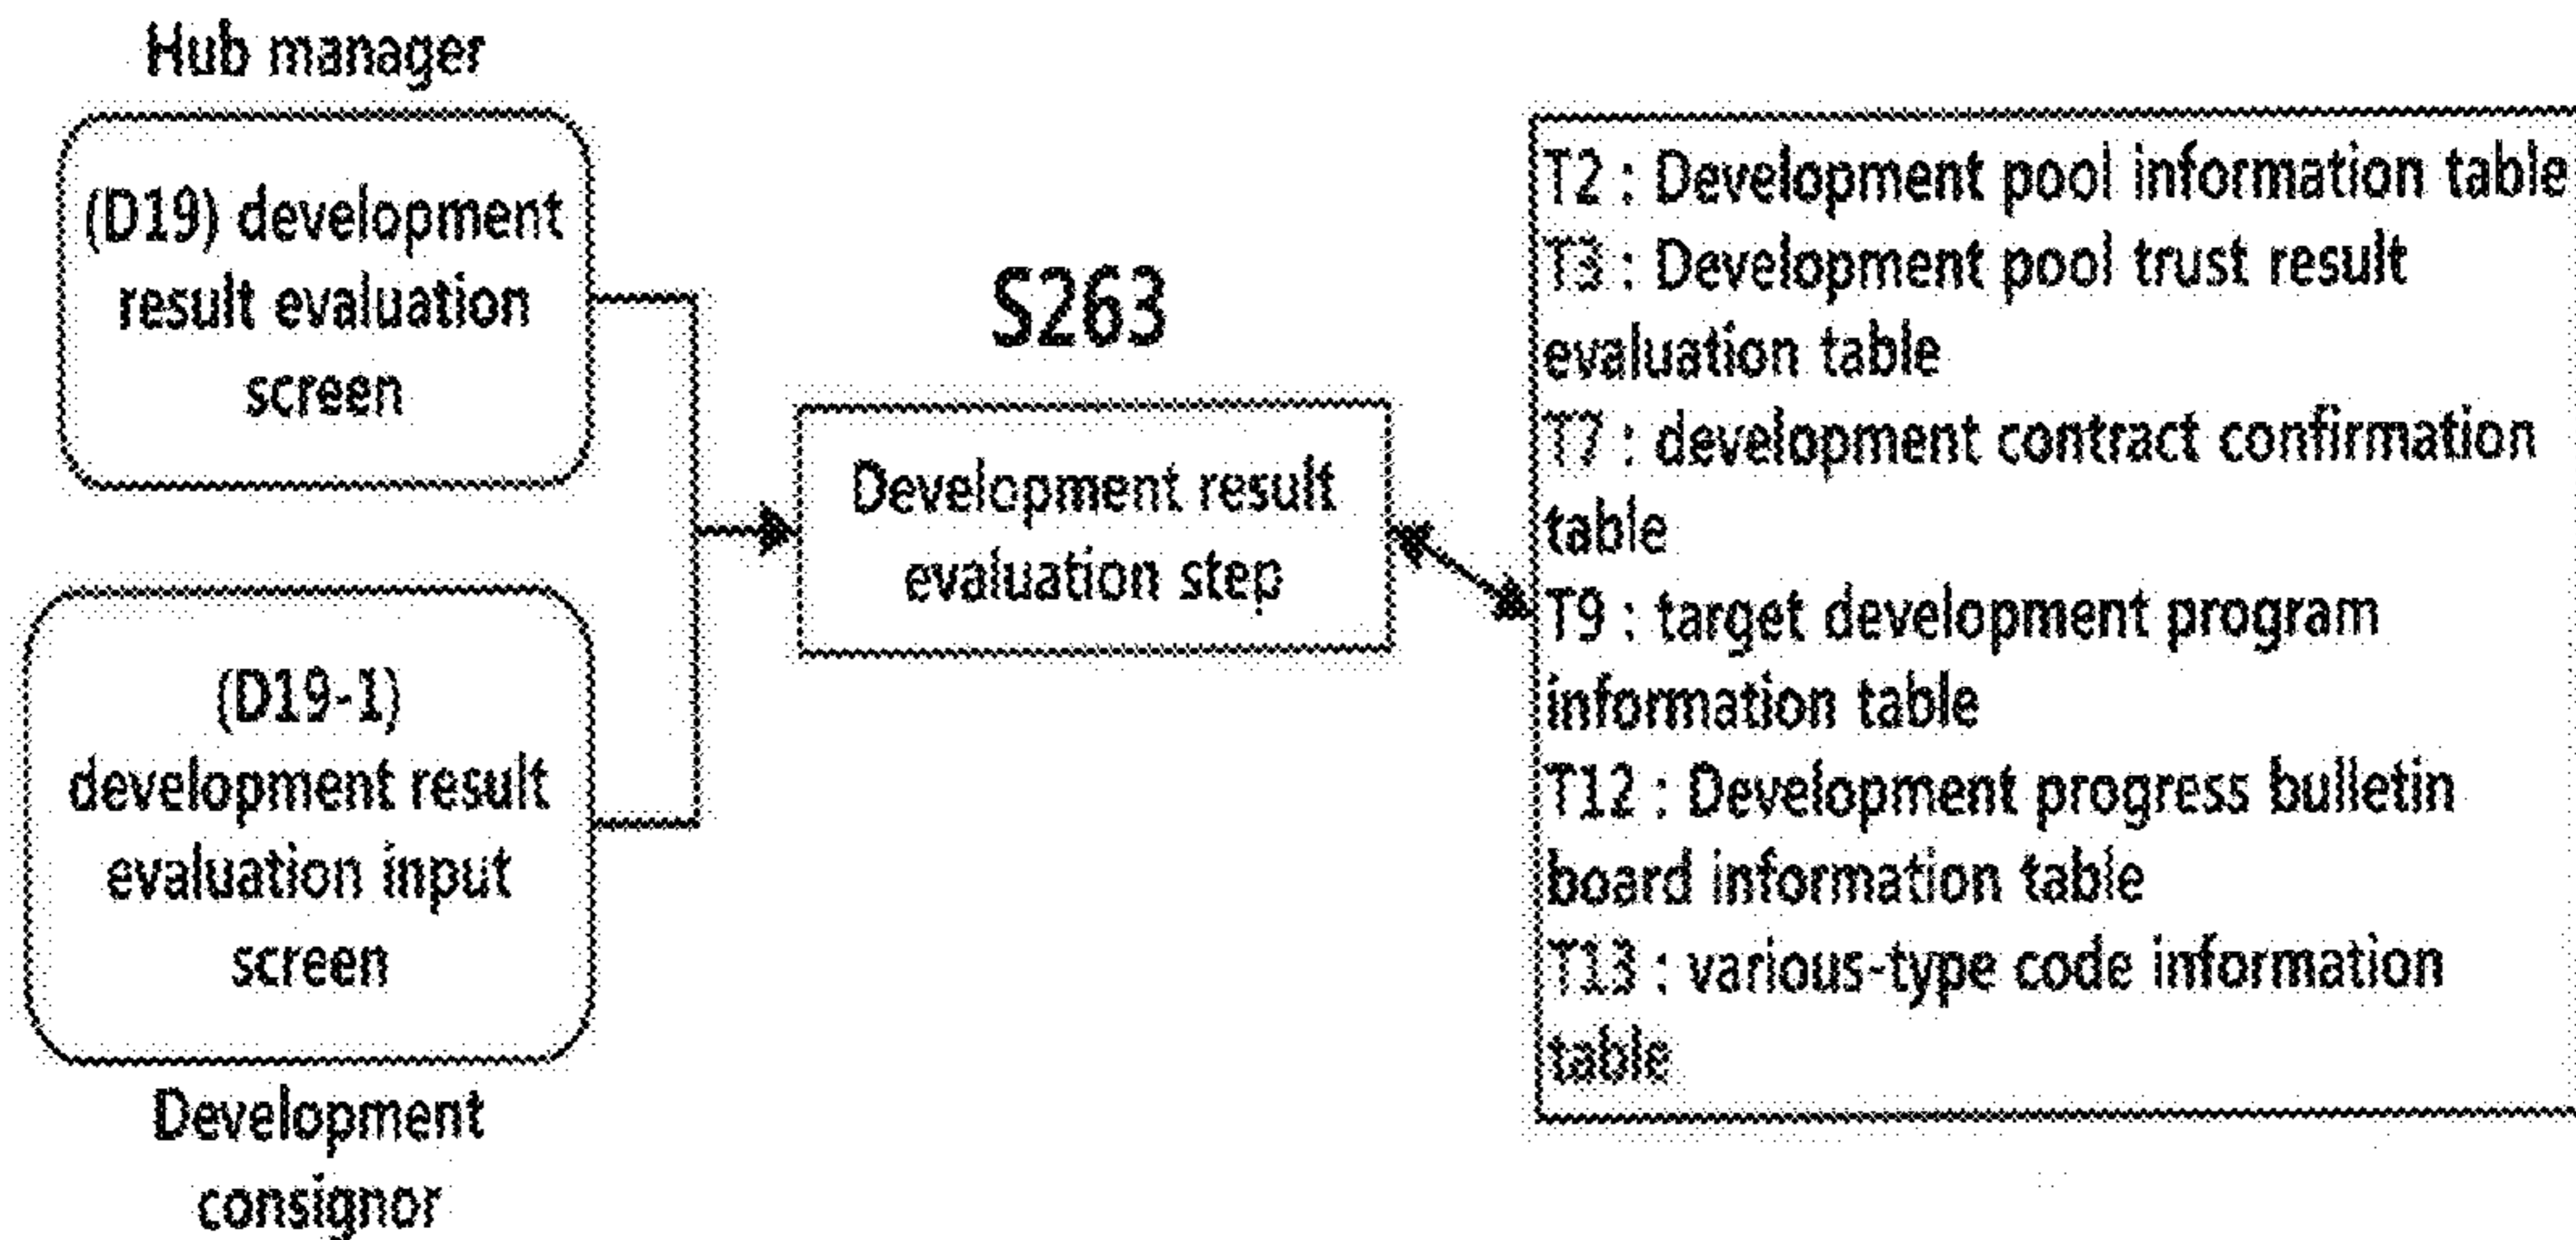 Hub manager
(D19) development
result evaluation
screen
(D19-1)
development result
evaluation input
screen
Development
consignor
S263
Development result
evaluation step
T2 : Development pool information table
T3 : Development pool trust result
evaluation table
T7 : development contract confirmation
table
T9 : target development program
information table
T12 : Development progress bulletin
board information table
T13 : various-type code information
table